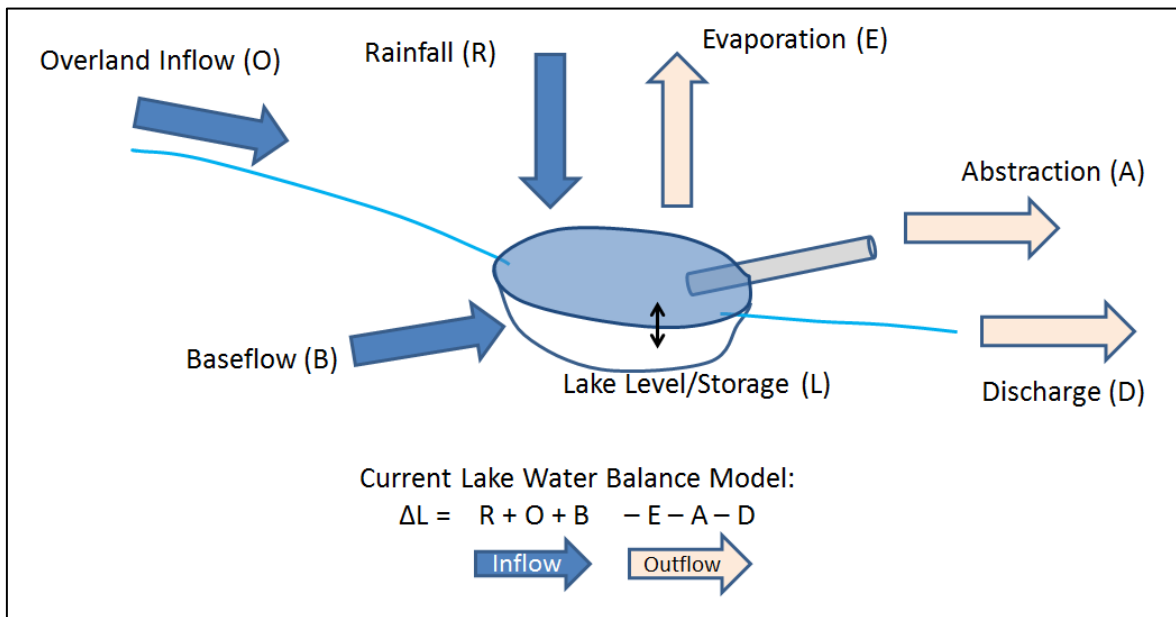 Overland Inflow (O)
Rainfall (R)
Evaporation (E)
Abstraction (A)
Baseflow (B)
Lake Level/Storage (L)
Discharge (D)
Current Lake Water Balance Model:
ΔL = R + O + B – E – A – D
Inflow
Outflow